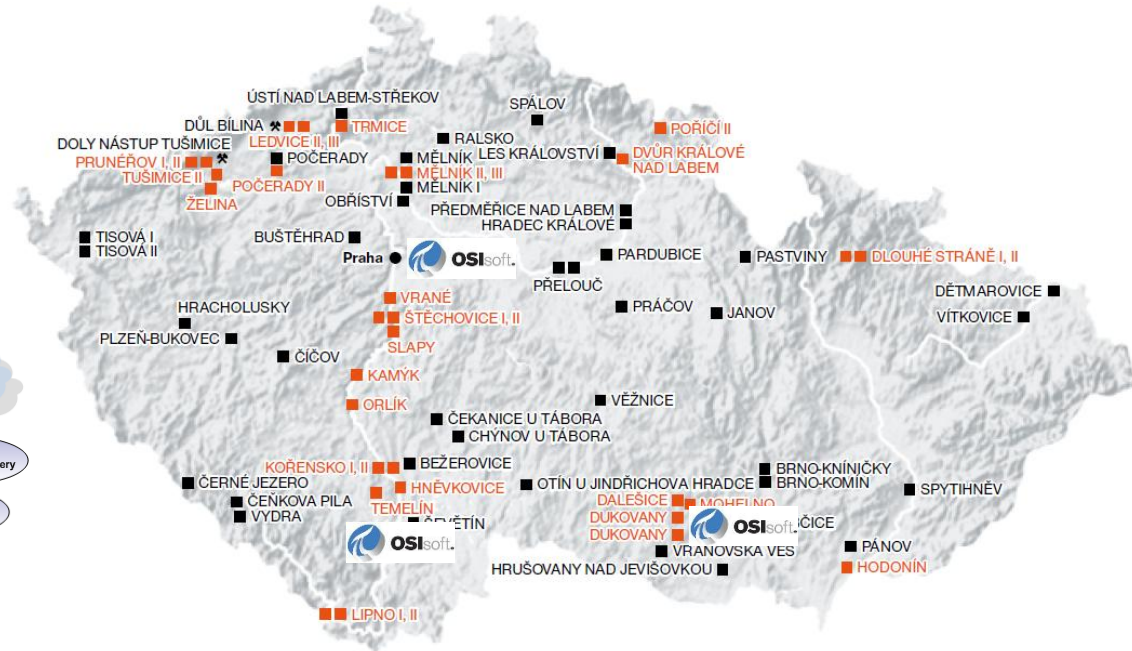 ÚSTÍ NAD LABEM-STŘEKOV
SPÁLOV
DŮL BÍLINA
LEDVICE II, III
TRMICE
POŘÍČÍ II
DOLY NÁSTUP TUŠIMICE
RALSKO
LES KRÁLOVSTVÍ
DVŮR KRÁLOVÉ
NAD LABEM
PRUNÉŘOV I, II
POČERADY
MĚLNÍK
TUŠIMICE II
POČERADY II
MĚLNÍK II, III
MĚLNÍK I
ŽELINA
OBŘÍSTVÍ
PŘEDMĚŘICE NAD LABEM
HRADEC KRÁLOVÉ
TISOVÁ I
TISOVÁ II
BUŠTĚHRAD
Praha
OSIsoft.
PARDUBICE
PASTVINY
DLOUHÉ STRÁNĚ I, II
PŘELOUČ
DĚTMAROVICE
VRANÉ
HRACHOLUSKY
ŠTĚCHOVICE I, II
PRÁČOV
JANOV
VÍTKOVICE
PLZEŇ-BUKOVEC
SLAPY
ČÍČOV
KAMÝK
ORLÍK
VĚŽNICE
ČEKANICE U TÁBORA
CHÝNOV U TÁBORA
ery
KOŘENSKO I, II
BEŽEROVICE
BRNO-KNÍNIČKY
BRNO-KOMÍN
ČERNÉ JEZERO
HNĚVKOVICE
OTÍN U JINDŘICHOVA HRADCE
SPYTIHNĚV
ČEŇKOVA PILA
TEMELÍN
DALEŠICE
MOHELNO
VYDRA
DUKOVANY
OSIsoft.
DUKOVANY
OSIsoft.
BČICE
VRANOVSKÁ VES
PÁNOV
HRUŠOVANY NAD JEVIŠOVKOU
HODONÍN
LIPNO I, II